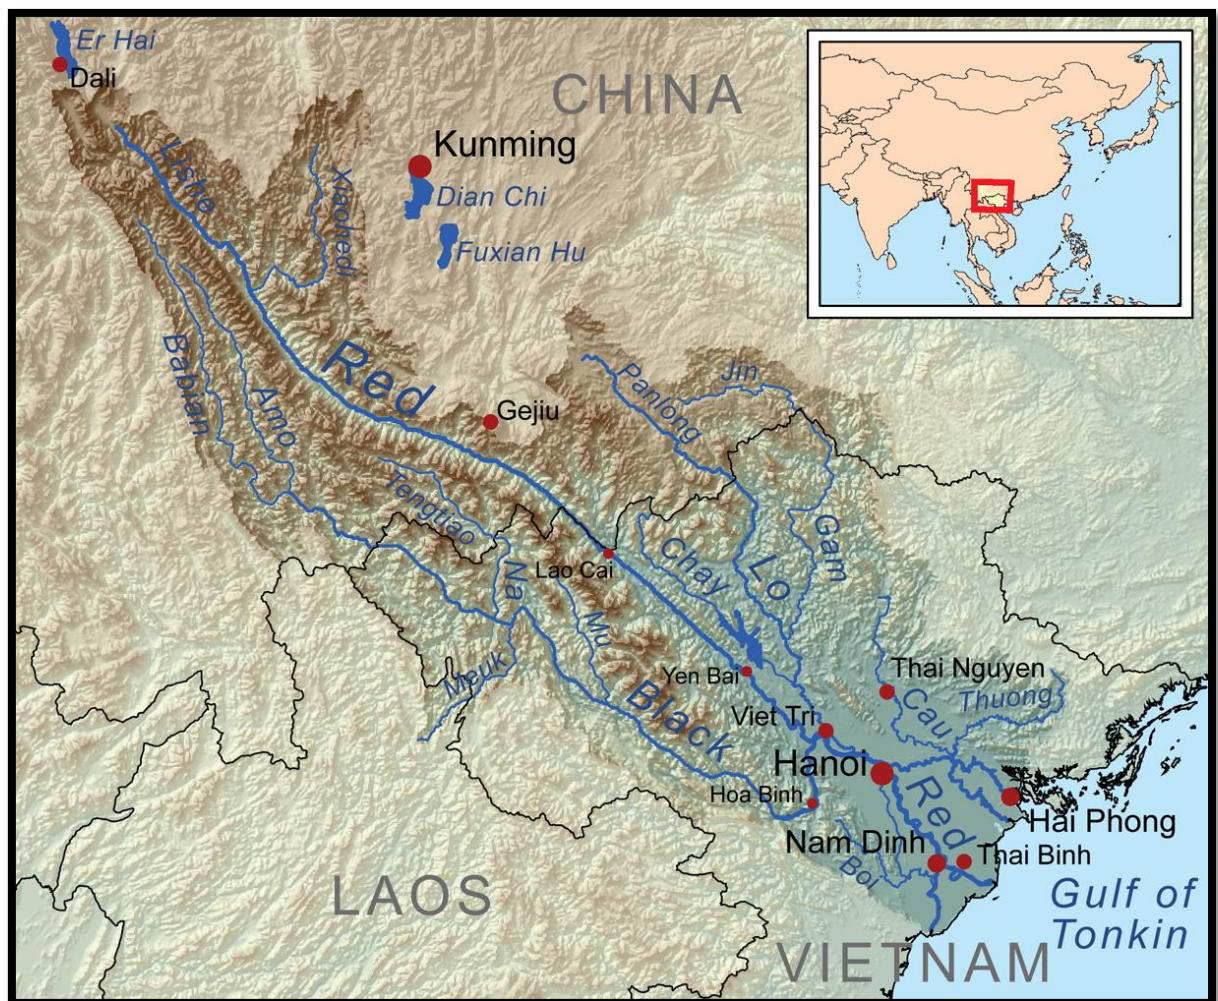 Er Hai
Dali
CHINA
Kunming
Lishe
Xiaohedi
Dian Chi
Fuxian Hu
Red
Babian
Amo
Gejiu
Panlong
Jin
Tengtiao
Na
Lao Cai
Chay
Lo
Gam
Mu
Meuk
Yen Bai
Black
Thai Nguyen
Cau
Thuong
Viet Tri
Hanoi
Hoa Binh
Red
Hai Phong
Nam Dinh
Thai Binh
Boi
LAOS
Gulf of
Tonkin
VIETNAM